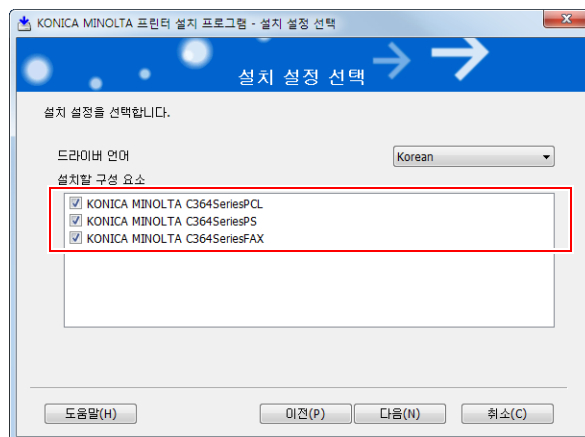 KONICA MINOLTA 프린터 설치 프로그램 - 설치 설정 선택
설치 설정 선택
설치 설정을 선택합니다.
드라이버 언어
Korean
설치할 구성 요소
KONICA MINOLTA C364SeriesPCL
KONICA MINOLTA C364SeriesPS
KONICA MINOLTA C364SeriesFAX
도움말(H)
이전(P)
다음(N)
취소(C)